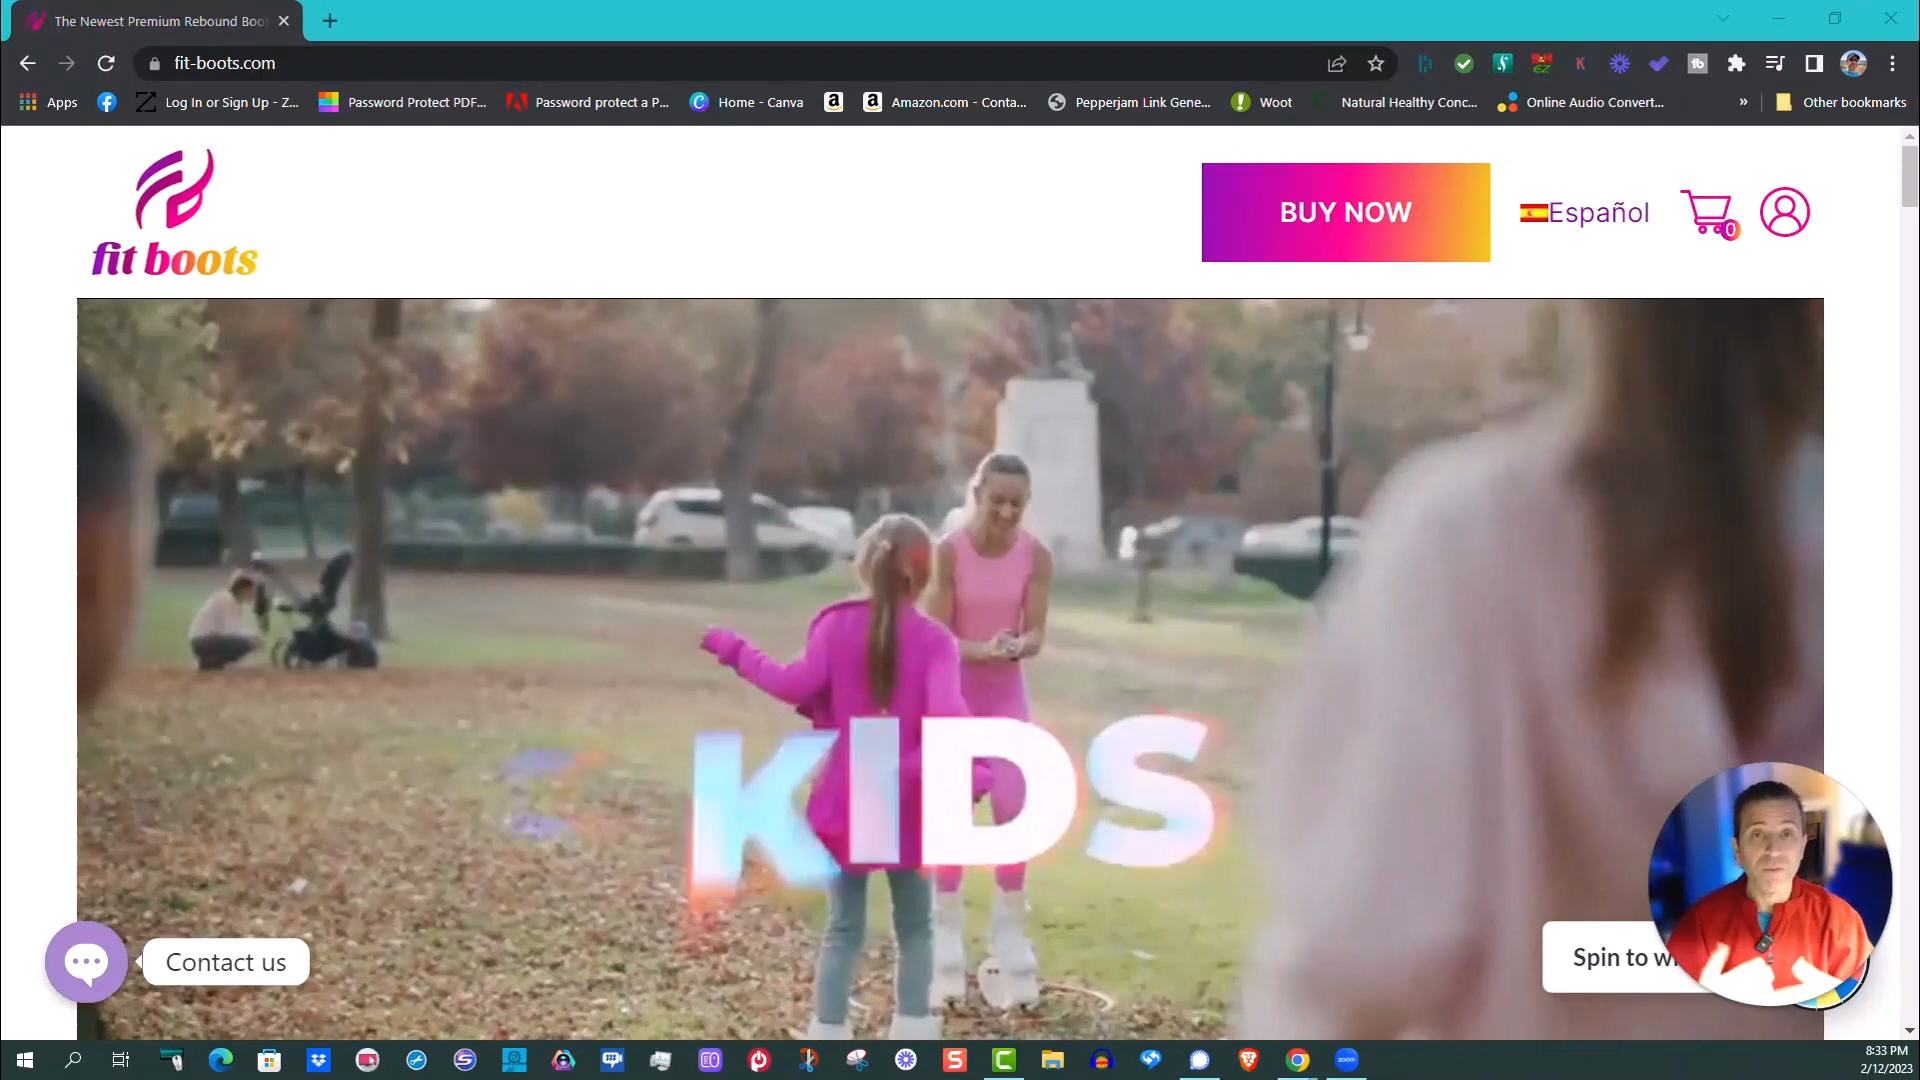 The Newest Premium Rebound Boo
fit-boots.com
Apps
Log In or Sign Up - Z...
Password Protect PDF...
Password protect a P...
Home - Canva
Amazon.com - Conta...
Pepperjam Link Gene...
Woot
Natural Healthy Conc...
Online Audio Convert...
»
Other bookmarks
fit boots
BUY NOW
Español
0
KIDS
Contact us
Spin to wi
8:33 PM
2/12/2023